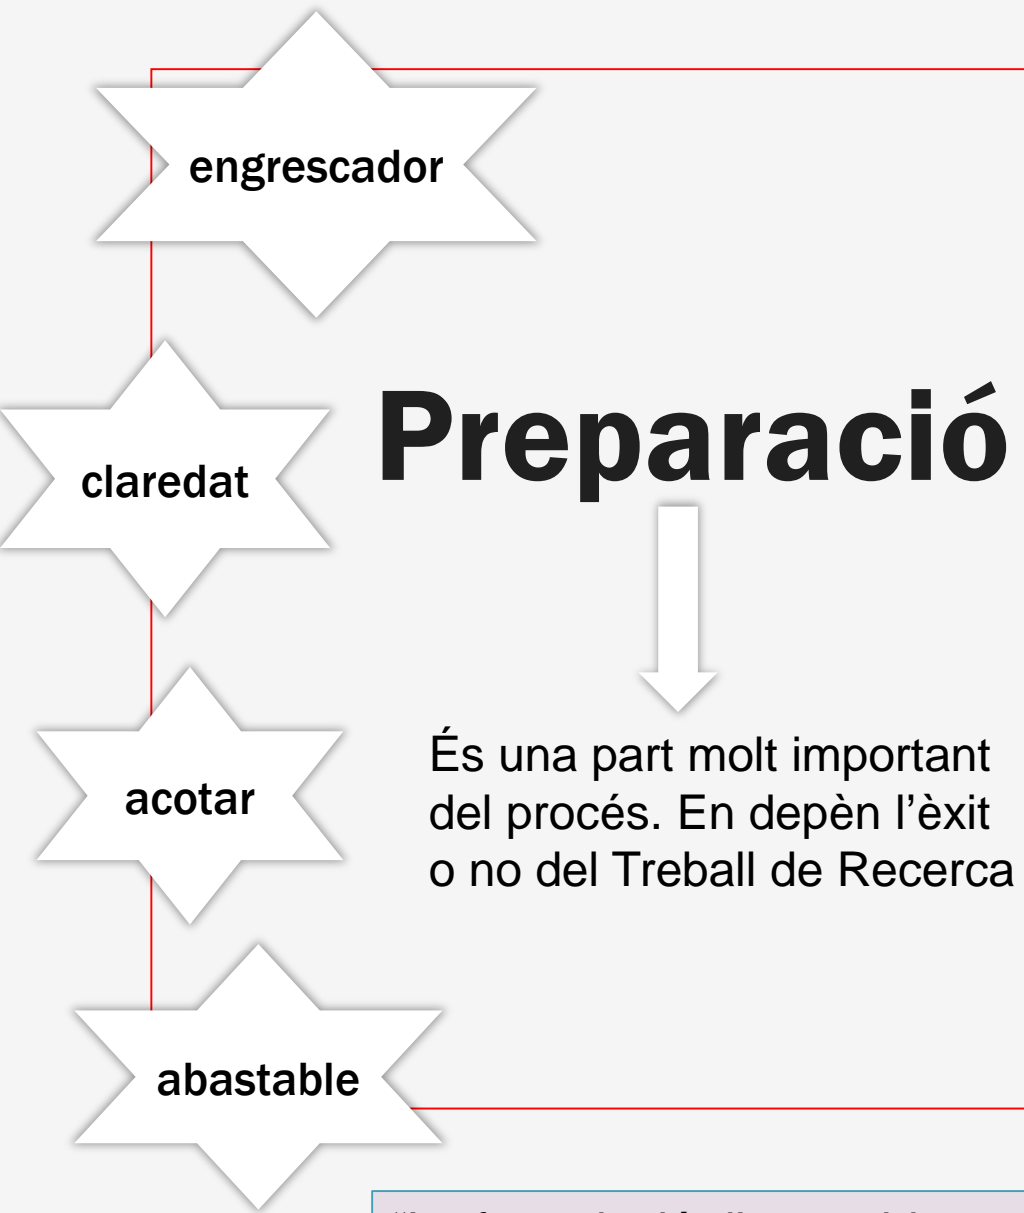 engrescador
claredat
Preparació
acotar
És una part molt important
del procés. En depèn l’èxit
o no del Treball de Recerca
abastable